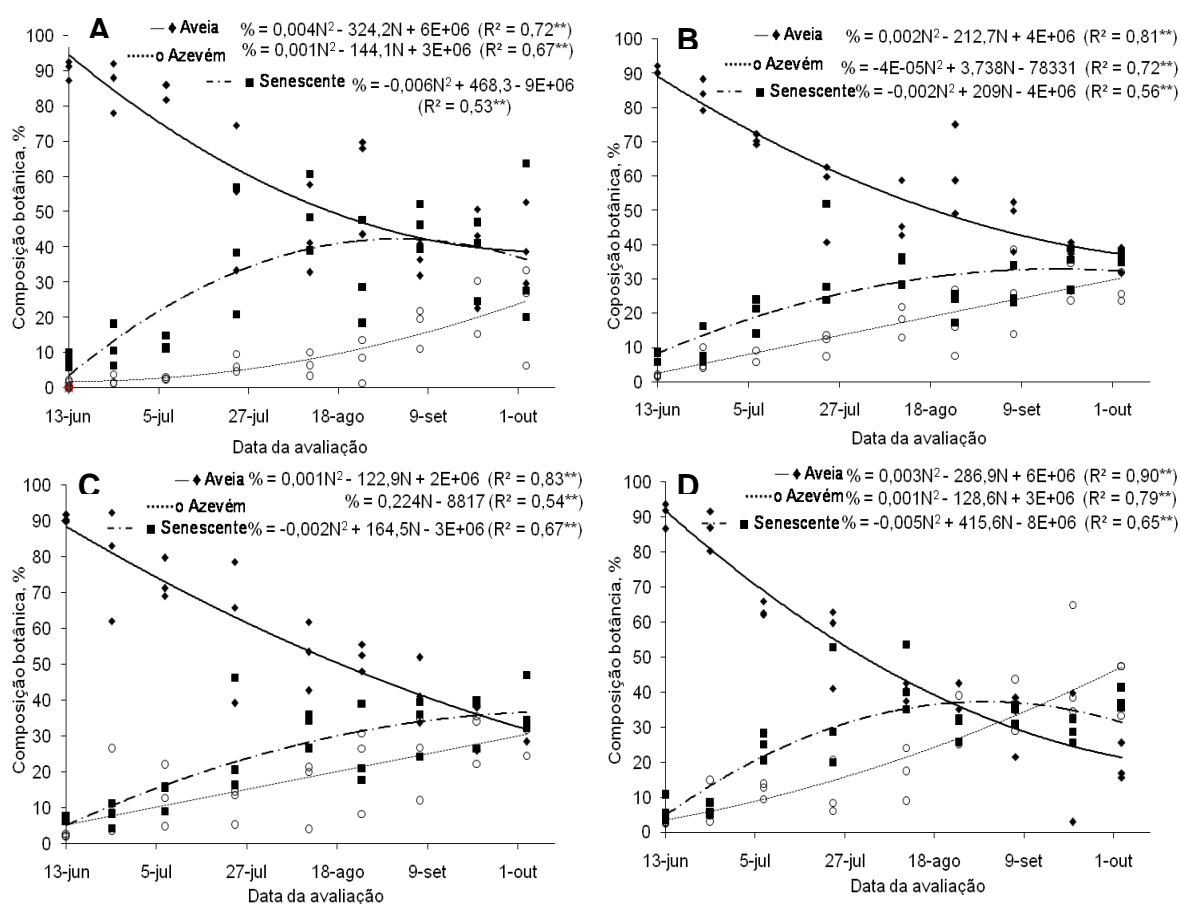 A
Aveia % = 0,004N² - 324,2N + 6E+06 (R² = 0,72**)
Azevém % = 0,001N² - 144,1N + 3E+06 (R² = 0,67**)
Senescente % = -0,006N² + 468,3 - 9E+06
(R² = 0,53**)
Composição botânica, %
100
90
80
70
60
50
40
30
20
10
0
13-jun 5-jul 27-jul 18-ago 9-set 1-out
Data da avaliação
B
Aveia % = 0,002N² - 212,7N + 4E+06 (R² = 0,81**)
Azevém % = -4E-05N² + 3,738N - 78331 (R² = 0,72**)
Senescente % = -0,002N² + 209N - 4E+06 (R² = 0,56**)
Coposição botânica, %
100
90
80
70
60
50
40
30
20
10
0
13-jun 5-jul 27-jul 18-ago 9-set 1-out
Data da avaliação
C
Aveia % = 0,001N² - 122,9N + 2E+06 (R² = 0,83**)
Azevém % = 0,224N - 8817 (R² = 0,54**)
Senescente % = -0,002N² + 164,5N - 3E+06 (R² = 0,67**)
Composição botânica, %
100
90
80
70
60
50
40
30
20
10
0
13-jun 5-jul 27-jul 18-ago 9-set 1-out
Data da avaliação
D
Aveia % = 0,003N² - 286,9N + 6E+06 (R² = 0,90**)
Azevém % = 0,001N² - 128,6N + 3E+06 (R² = 0,79**)
Senescente % = -0,005N² + 415,6N - 8E+06 (R² = 0,65**)
Composição botância, %
100
90
80
70
60
50
40
30
20
10
0
13-jun 5-jul 27-jul 18-ago 9-set 1-out
Data da avaliação